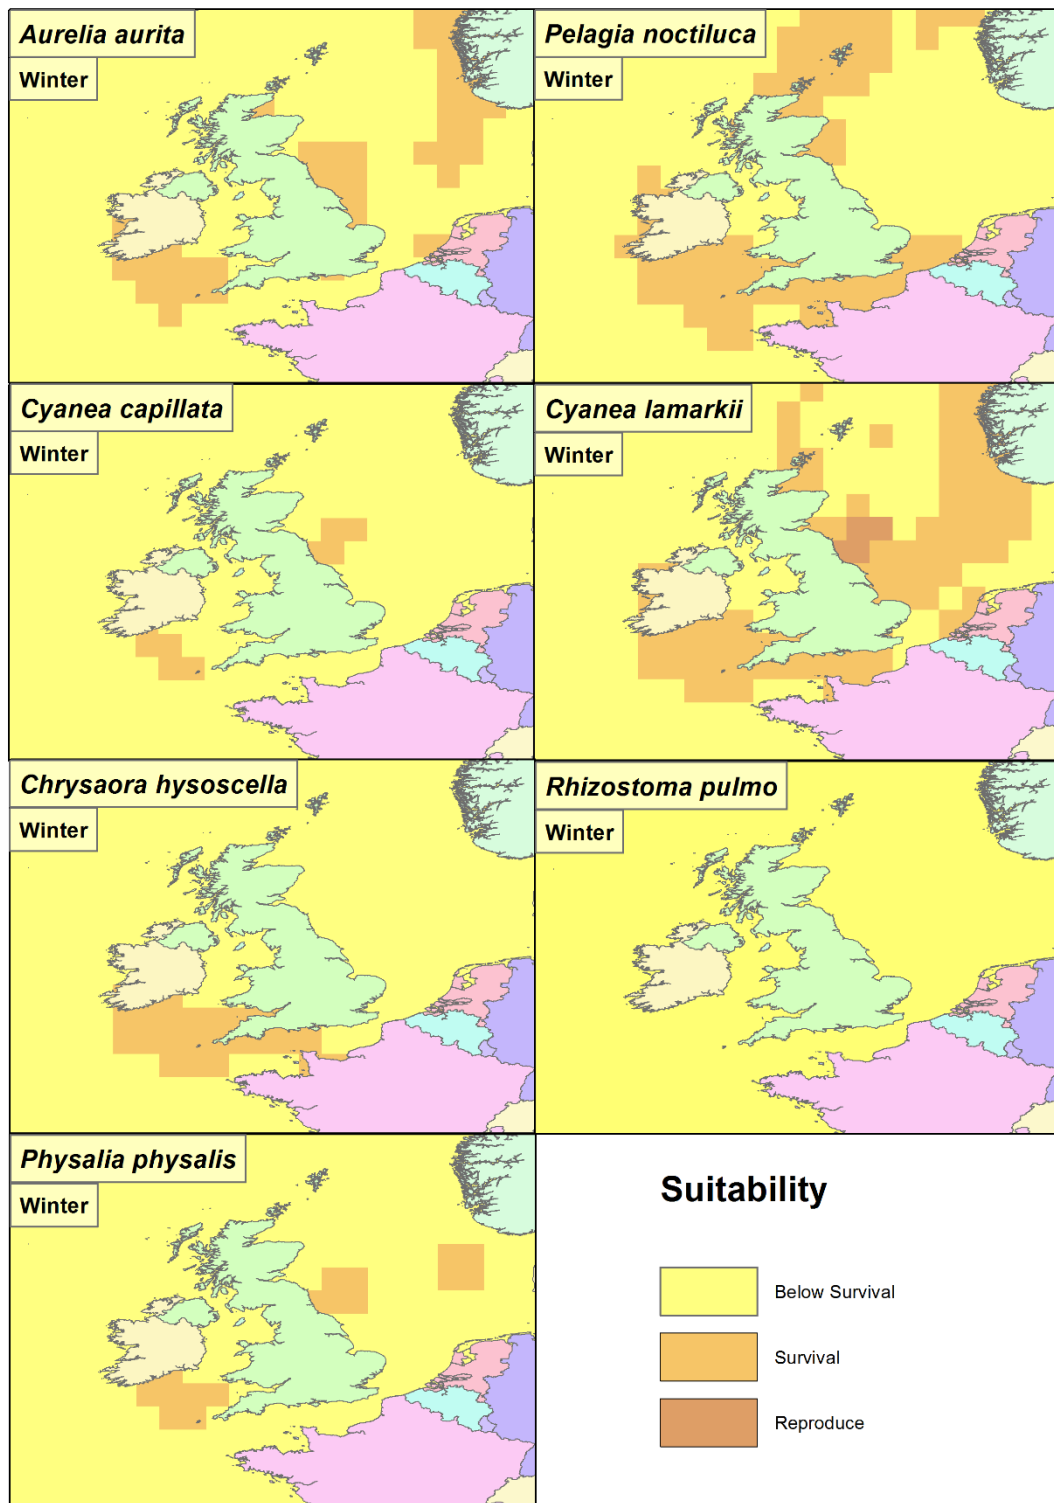 Aurelia aurita
Winter
Pelagia noctiluca
Winter
Cyanea capillata
Winter
Cyanea lamarkii
Winter
Chrysaora hysoscella
Winter
Rhizostoma pulmo
Winter
Physalia physalis
Winter
Suitability
Below Survival
Survival
Reproduce